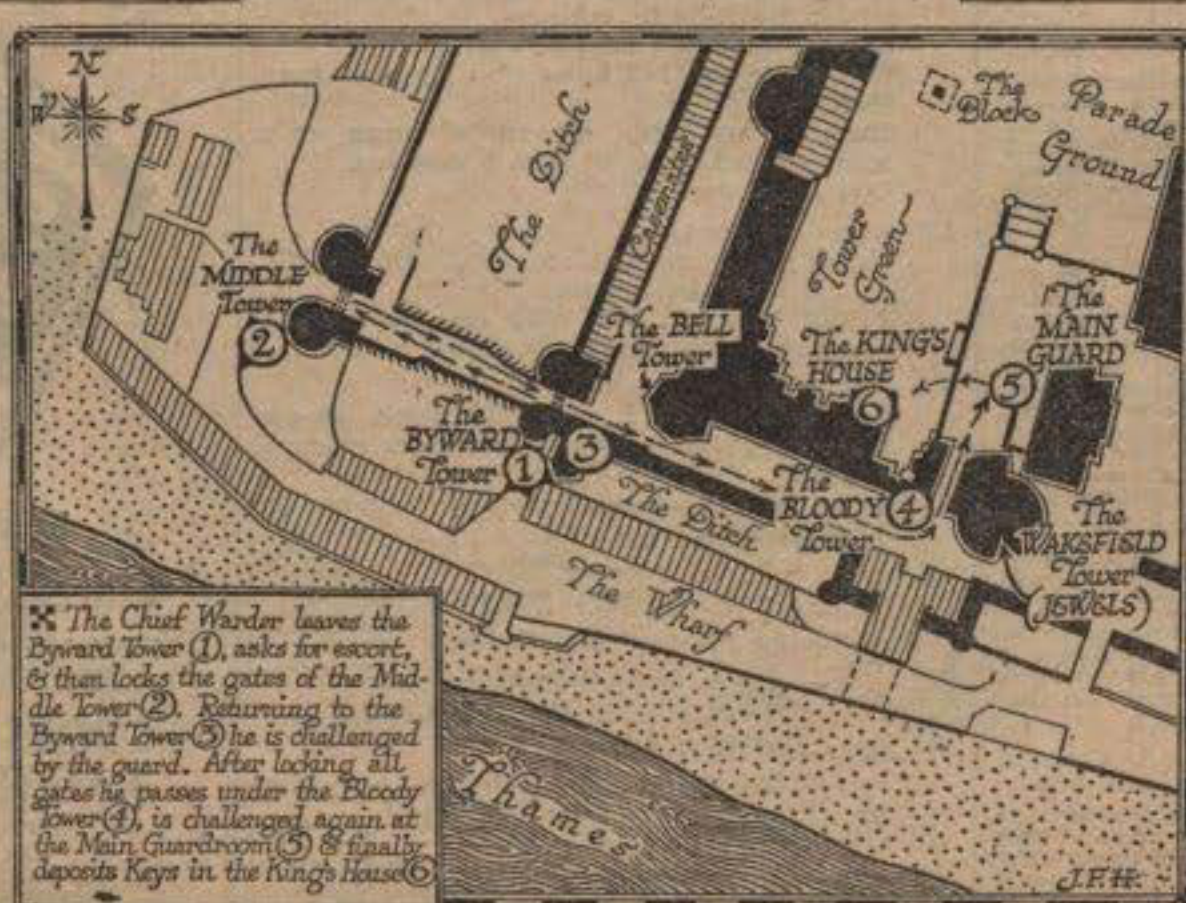 N
W E
The Ditch
Casemates
The
Block
Parade
Ground
Tower
Green
The
MIDDLE
Tower
2
The BELL
Tower
The KING'S
HOUSE
6
The
MAIN
GUARD
5
The
BYWARD
Tower 1
3
The
BLOODY
Tower
4
The Ditch
The
WAKEFIELD
Tower
(JEWELS)
The Wharf
The Chief Warder leaves the
Byward Tower (1), asks for escort,
& then locks the gates of the Mid-
dle Tower (2). Returning to the
Byward Tower (3) he is challenged
by the guard. After locking all
gates he passes under the Bloody
Tower (4), is challenged again at
the Main Guardroom (5) & finally
deposits Keys in the King's House (6)
Thames
J.F.H.